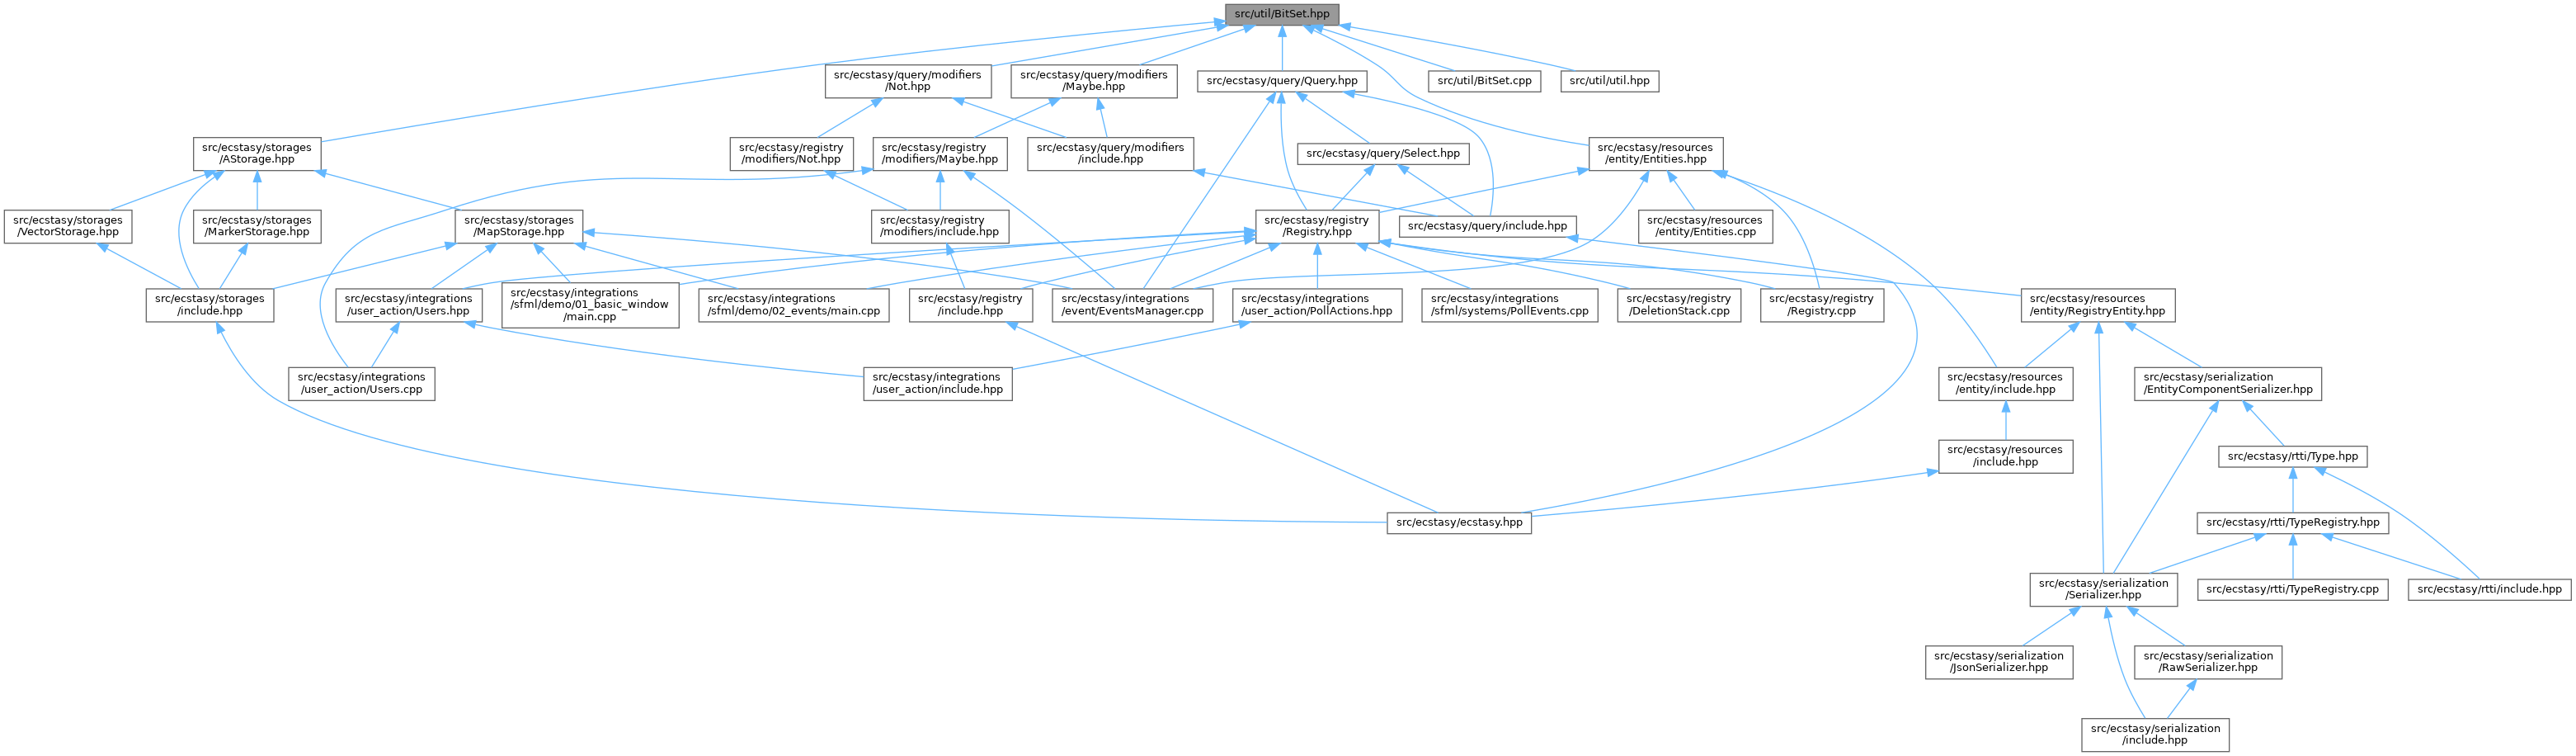 src/util/BitSet.hpp
src/ecstasy/query/modifiers
/Not.hpp
src/ecstasy/query/modifiers
/Maybe.hpp
src/ecstasy/query/Query.hpp
src/util/BitSet.cpp
src/util/util.hpp
src/ecstasy/storages
/AStorage.hpp
src/ecstasy/registry
/modifiers/Not.hpp
src/ecstasy/registry
/modifiers/Maybe.hpp
src/ecstasy/query/modifiers
/include.hpp
src/ecstasy/query/Select.hpp
src/ecstasy/resources
/entity/Entities.hpp
src/ecstasy/storages
/VectorStorage.hpp
src/ecstasy/storages
/MarkerStorage.hpp
src/ecstasy/storages
/MapStorage.hpp
src/ecstasy/registry
/modifiers/include.hpp
src/ecstasy/registry
/Registry.hpp
src/ecstasy/query/include.hpp
src/ecstasy/resources
/entity/Entities.cpp
src/ecstasy/storages
/include.hpp
src/ecstasy/integrations
/user_action/Users.hpp
src/ecstasy/integrations
/sfml/demo/01_basic_window
/main.cpp
src/ecstasy/integrations
/sfml/demo/02_events/main.cpp
src/ecstasy/registry
/include.hpp
src/ecstasy/integrations
/event/EventsManager.cpp
src/ecstasy/integrations
/user_action/PollActions.hpp
src/ecstasy/integrations
/sfml/systems/PollEvents.cpp
src/ecstasy/registry
/DeletionStack.cpp
src/ecstasy/registry
/Registry.cpp
src/ecstasy/resources
/entity/RegistryEntity.hpp
src/ecstasy/integrations
/user_action/Users.cpp
src/ecstasy/integrations
/user_action/include.hpp
src/ecstasy/resources
/entity/include.hpp
src/ecstasy/serialization
/EntityComponentSerializer.hpp
src/ecstasy/resources
/include.hpp
src/ecstasy/rtti/Type.hpp
src/ecstasy/ecstasy.hpp
src/ecstasy/rtti/TypeRegistry.hpp
src/ecstasy/serialization
/Serializer.hpp
src/ecstasy/rtti/TypeRegistry.cpp
src/ecstasy/rtti/include.hpp
src/ecstasy/serialization
/JsonSerializer.hpp
src/ecstasy/serialization
/RawSerializer.hpp
src/ecstasy/serialization
/include.hpp